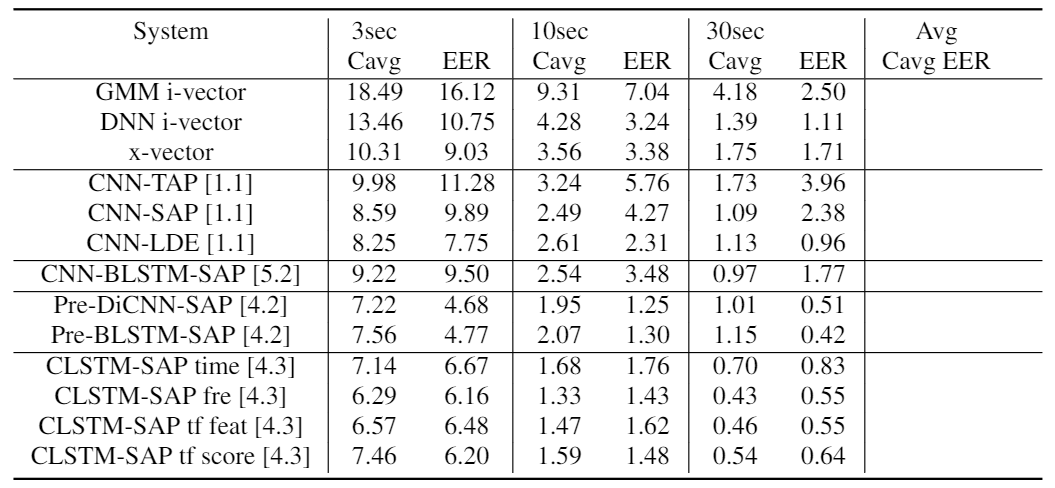 System 3sec 10sec 30sec Avg
Cavg EER Cavg EER Cavg EER Cavg EER
GMM i-vector 18.49 16.12 9.31 7.04 4.18 2.50
DNN i-vector 13.46 10.75 4.28 3.24 1.39 1.11
x-vector 10.31 9.03 3.56 3.38 1.75 1.71
CNN-TAP [1.1] 9.98 11.28 3.24 5.76 1.73 3.96
CNN-SAP [1.1] 8.59 9.89 2.49 4.27 1.09 2.38
CNN-LDE [1.1] 8.25 7.75 2.61 2.31 1.13 0.96
CNN-BLSTM-SAP [5.2] 9.22 9.50 2.54 3.48 0.97 1.77
Pre-DiCNN-SAP [4.2] 7.22 4.68 1.95 1.25 1.01 0.51
Pre-BLSTM-SAP [4.2] 7.56 4.77 2.07 1.30 1.15 0.42
CLSTM-SAP time [4.3] 7.14 6.67 1.68 1.76 0.70 0.83
CLSTM-SAP fre [4.3] 6.29 6.16 1.33 1.43 0.43 0.55
CLSTM-SAP tf feat [4.3] 6.57 6.48 1.47 1.62 0.46 0.55
CLSTM-SAP tf score [4.3] 7.46 6.20 1.59 1.48 0.54 0.64